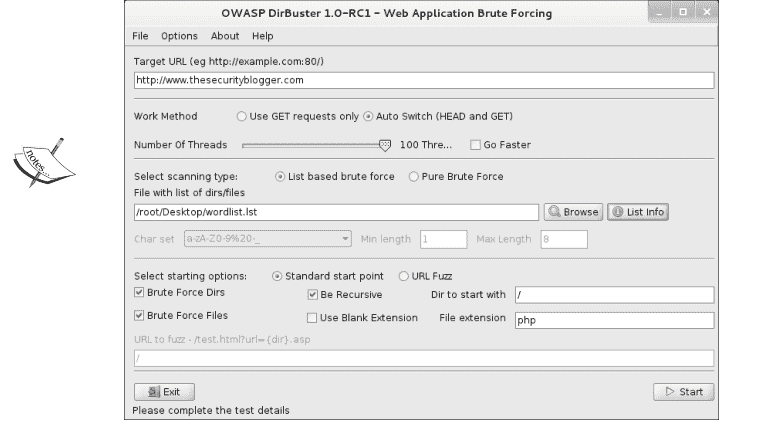 OWASP DirBuster 1.0-RC1 - Web Application Brute Forcing
File Options About Help
Target URL (eg http://example.com:80/)
http://www.thesecurityblogger.com
Work Method Use GET requests only Auto Switch (HEAD and GET)
Number Of Threads 100 Thre... Go Faster
notes...
Select scanning type: List based brute force Pure Brute Force
File with list of dirs/files
/root/Desktop/wordlist.lst Browse List Info
Char set a-zA-Z0-9%20-_ Min length 1 Max Length 8
Select starting options: Standard start point URL Fuzz
Brute Force Dirs Be Recursive Dir to start with /
Brute Force Files Use Blank Extension File extension php
URL to fuzz - /test.html?url={dir}.asp
/
Exit Start
Please complete the test details